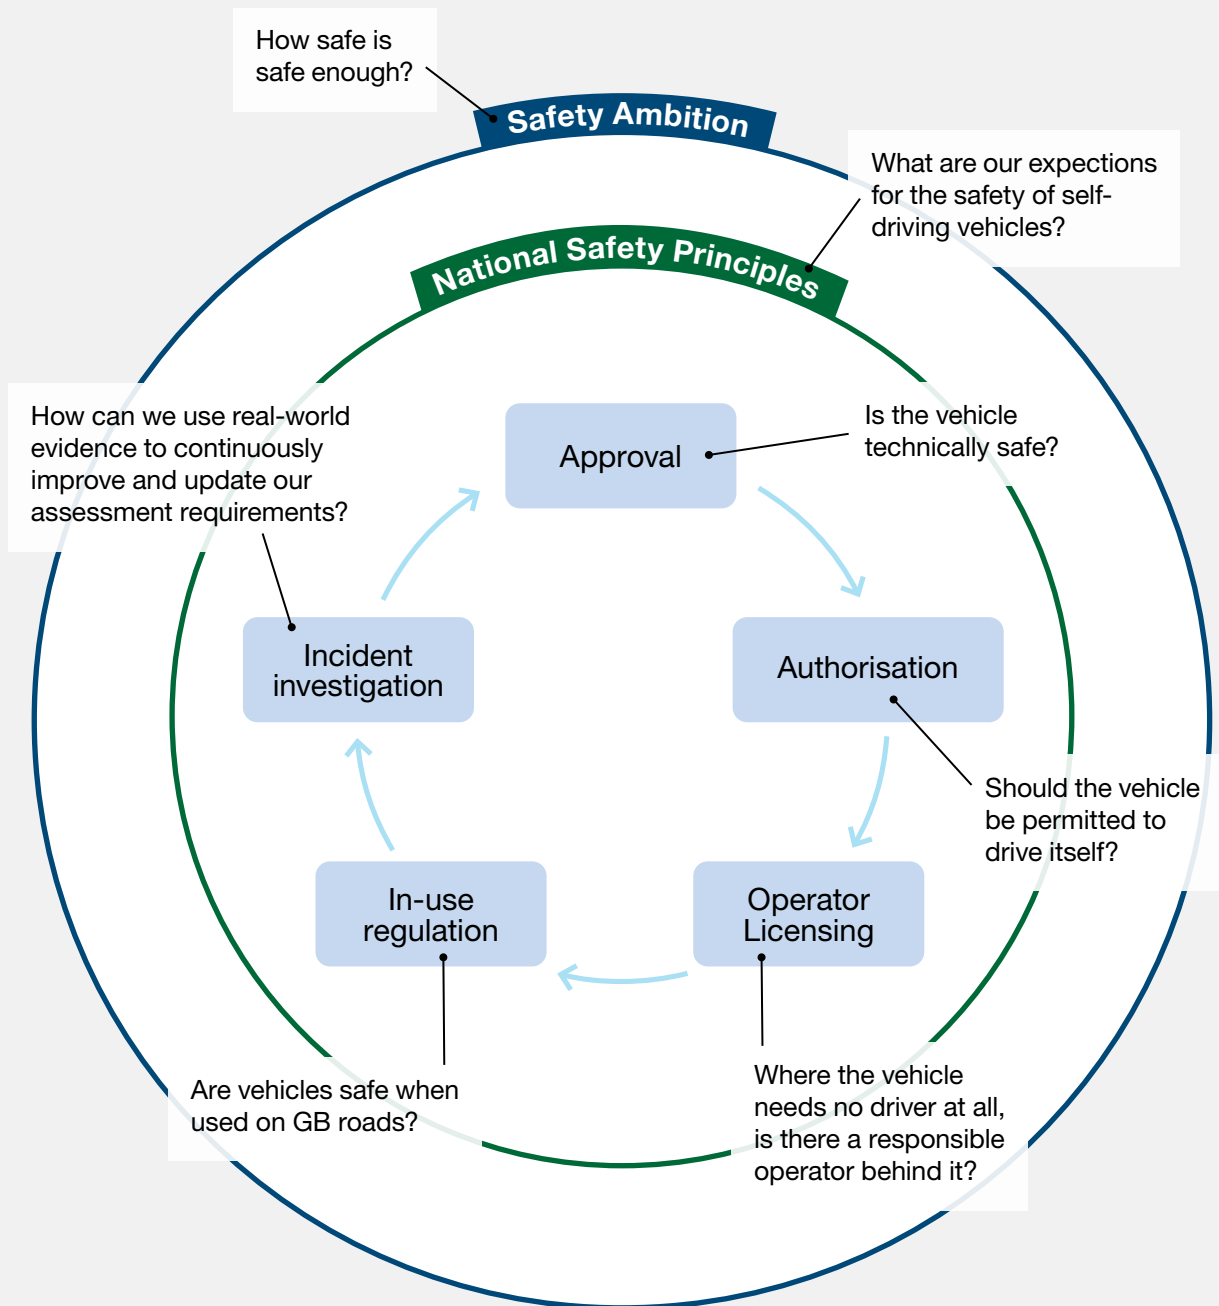 How safe is
safe enough?
Safety Ambition
What are our expections
for the safety of self-
driving vehicles?
National Safety Principles
How can we use real-world
evidence to continuously
improve and update our
assessment requirements?
Approval
Is the vehicle
technically safe?
Incident
investigation
Authorisation
Should the vehicle
be permitted to
drive itself?
In-use
regulation
Operator
Licensing
Are vehicles safe when
used on GB roads?
Where the vehicle
needs no driver at all,
is there a responsible
operator behind it?